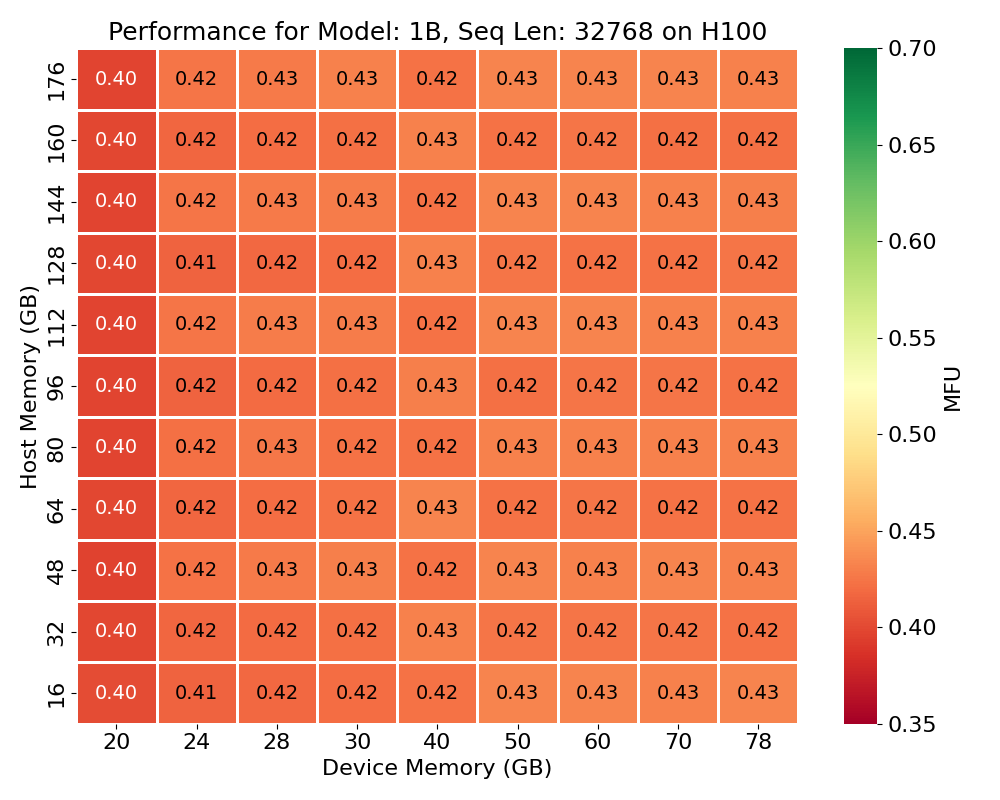 Performance for Model: 1B, Seq Len: 32768 on H100
176 0.40 0.42 0.43 0.43 0.42 0.43 0.43 0.43 0.43
160 0.40 0.42 0.42 0.42 0.43 0.42 0.42 0.42 0.42
144 0.40 0.42 0.43 0.43 0.42 0.43 0.43 0.43 0.43
128 0.40 0.41 0.42 0.42 0.43 0.42 0.42 0.42 0.42
112 0.40 0.42 0.43 0.43 0.42 0.43 0.43 0.43 0.43
96 0.40 0.42 0.42 0.42 0.43 0.42 0.42 0.42 0.42
80 0.40 0.42 0.43 0.42 0.42 0.43 0.43 0.43 0.43
64 0.40 0.42 0.42 0.42 0.43 0.42 0.42 0.42 0.42
48 0.40 0.42 0.43 0.43 0.42 0.43 0.43 0.43 0.43
32 0.40 0.42 0.42 0.42 0.43 0.42 0.42 0.42 0.42
16 0.40 0.41 0.42 0.42 0.42 0.43 0.43 0.43 0.43
20 24 28 30 40 50 60 70 78
Device Memory (GB)
Host Memory (GB)
0.70
0.65
0.60
0.55
0.50
0.45
0.40
0.35
MFU